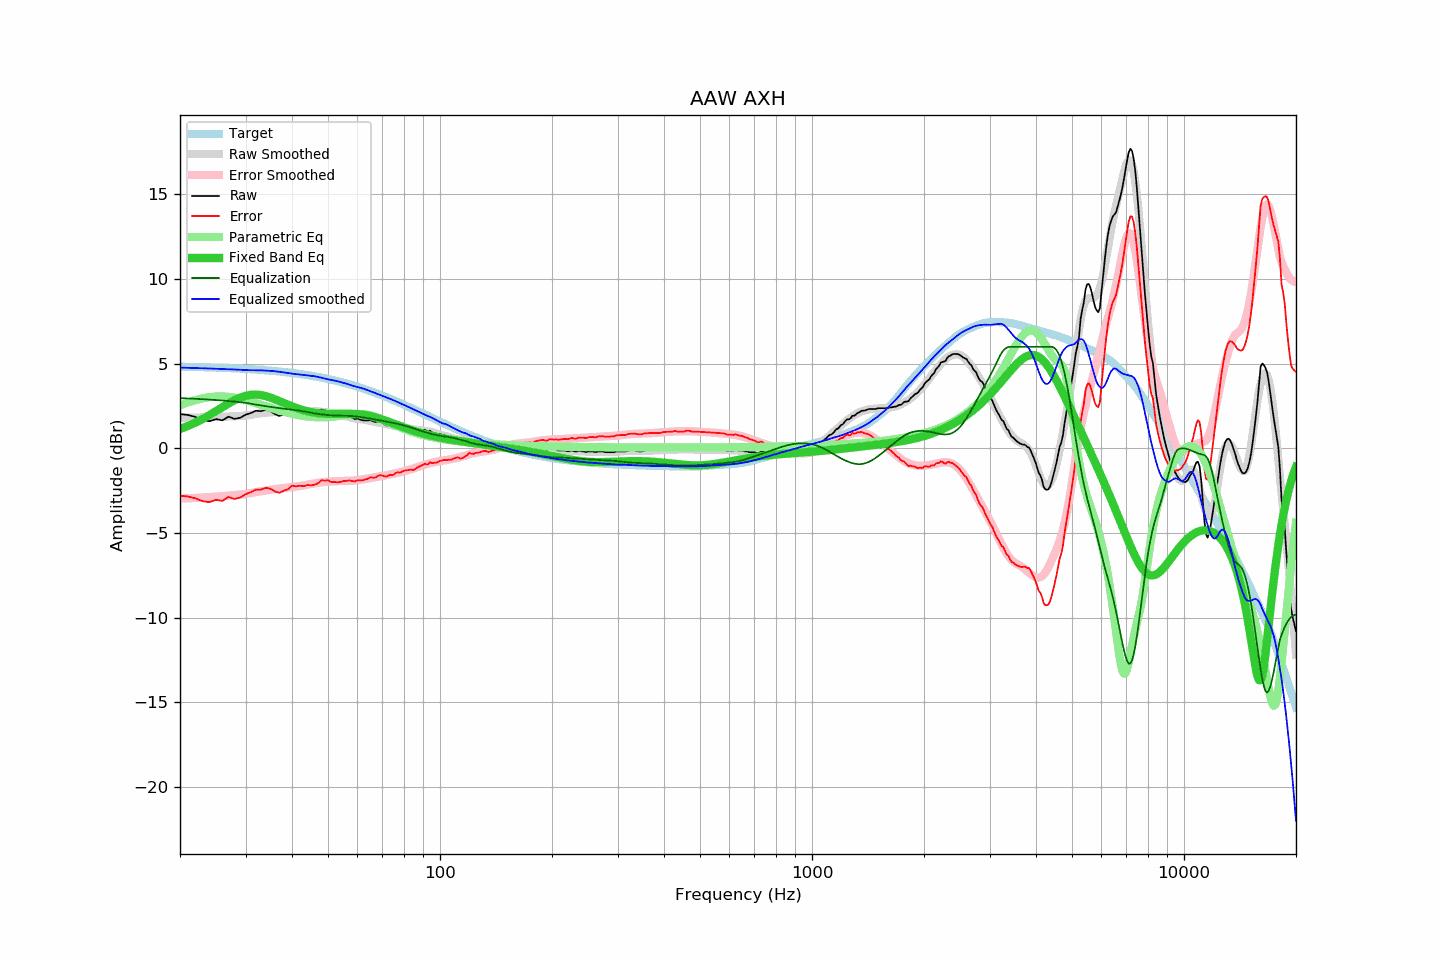 AAW AXH
Target
Raw Smoothed
Error Smoothed
Raw
Error
Parametric Eq
Fixed Band Eq
Equalization
Equalized smoothed
15
10
5
0
−5
−10
−15
−20
Amplitude (dBr)
100
1000
10000
Frequency (Hz)